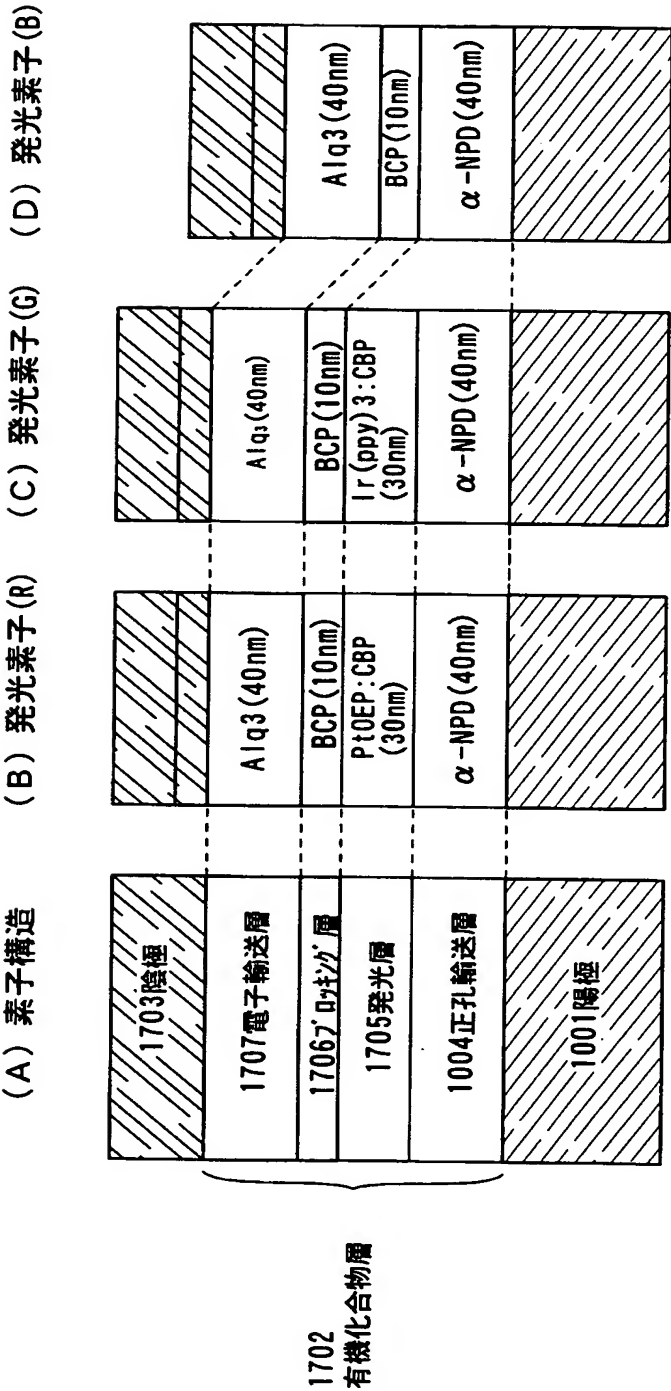 (A) 素子構造
(B) 発光素子(R)
(C) 発光素子(G)
(D) 発光素子(B)
1703陰極
1707電子輸送層
1706ブロッキング層
1705発光層
1004正孔輸送層
1001陽極
1702
有機化合物層
Alq3(40nm)
BCP(10nm)
PtOEP:CBP
(30nm)
α-NPD(40nm)
Alq₃(40nm)
BCP(10nm)
Ir(ppy)3:CBP
(30nm)
α-NPD(40nm)
Alq3(40nm)
BCP(10nm)
α-NPD(40nm)